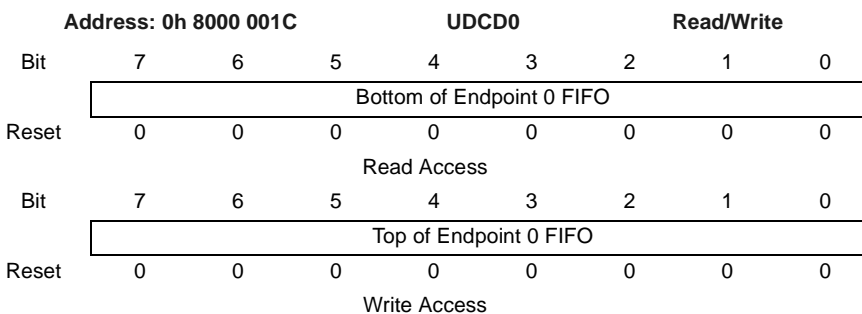 Address: 0h 8000 001C UDCD0 Read/Write
Bit 7 6 5 4 3 2 1 0
Bottom of Endpoint 0 FIFO
Reset 0 0 0 0 0 0 0 0
Read Access
Bit 7 6 5 4 3 2 1 0
Top of Endpoint 0 FIFO
Reset 0 0 0 0 0 0 0 0
Write Access